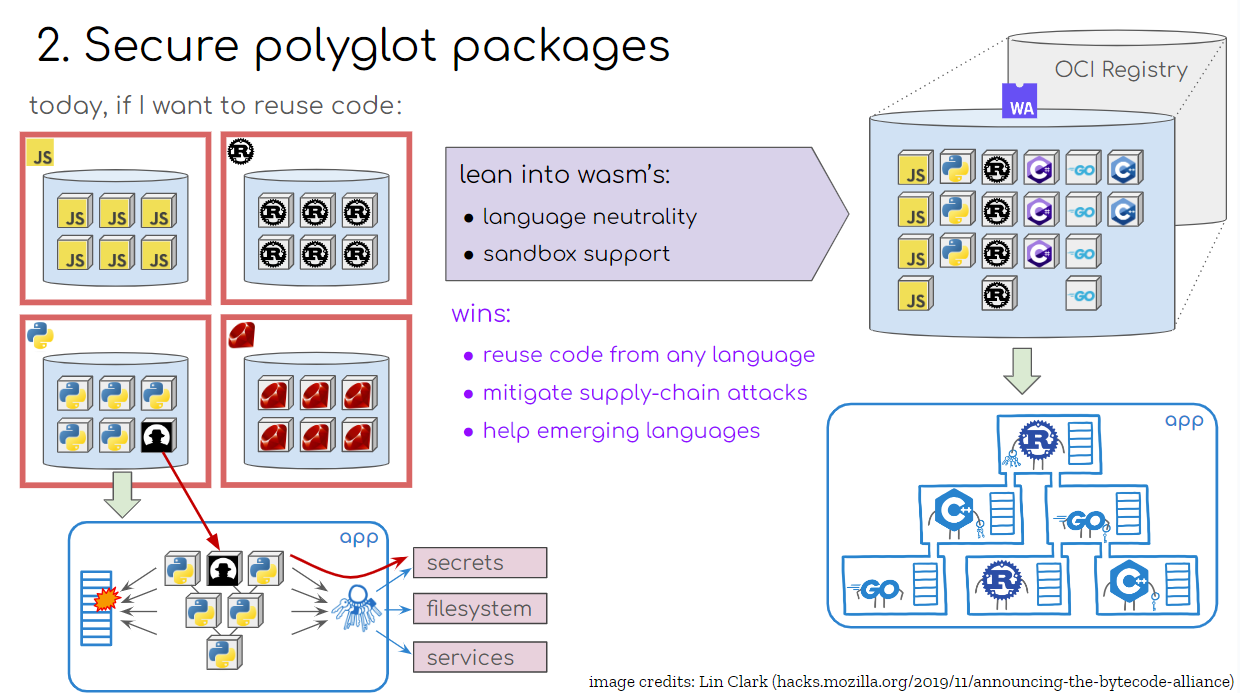 2. Secure polyglot packages
today, if I want to reuse code:
JS
JS JS JS
JS JS JS
R
R R R
R R R
lean into wasm's:
● language neutrality
● sandbox support
wins:
● reuse code from any language
● mitigate supply-chain attacks
● help emerging languages
app
secrets
filesystem
services
OCI Registry
WA
JS R C# GO C++
JS R C# GO C++
JS R C# GO
JS R GO
app
R
C++ GO
GO R C++
image credits: Lin Clark (hacks.mozilla.org/2019/11/announcing-the-bytecode-alliance)